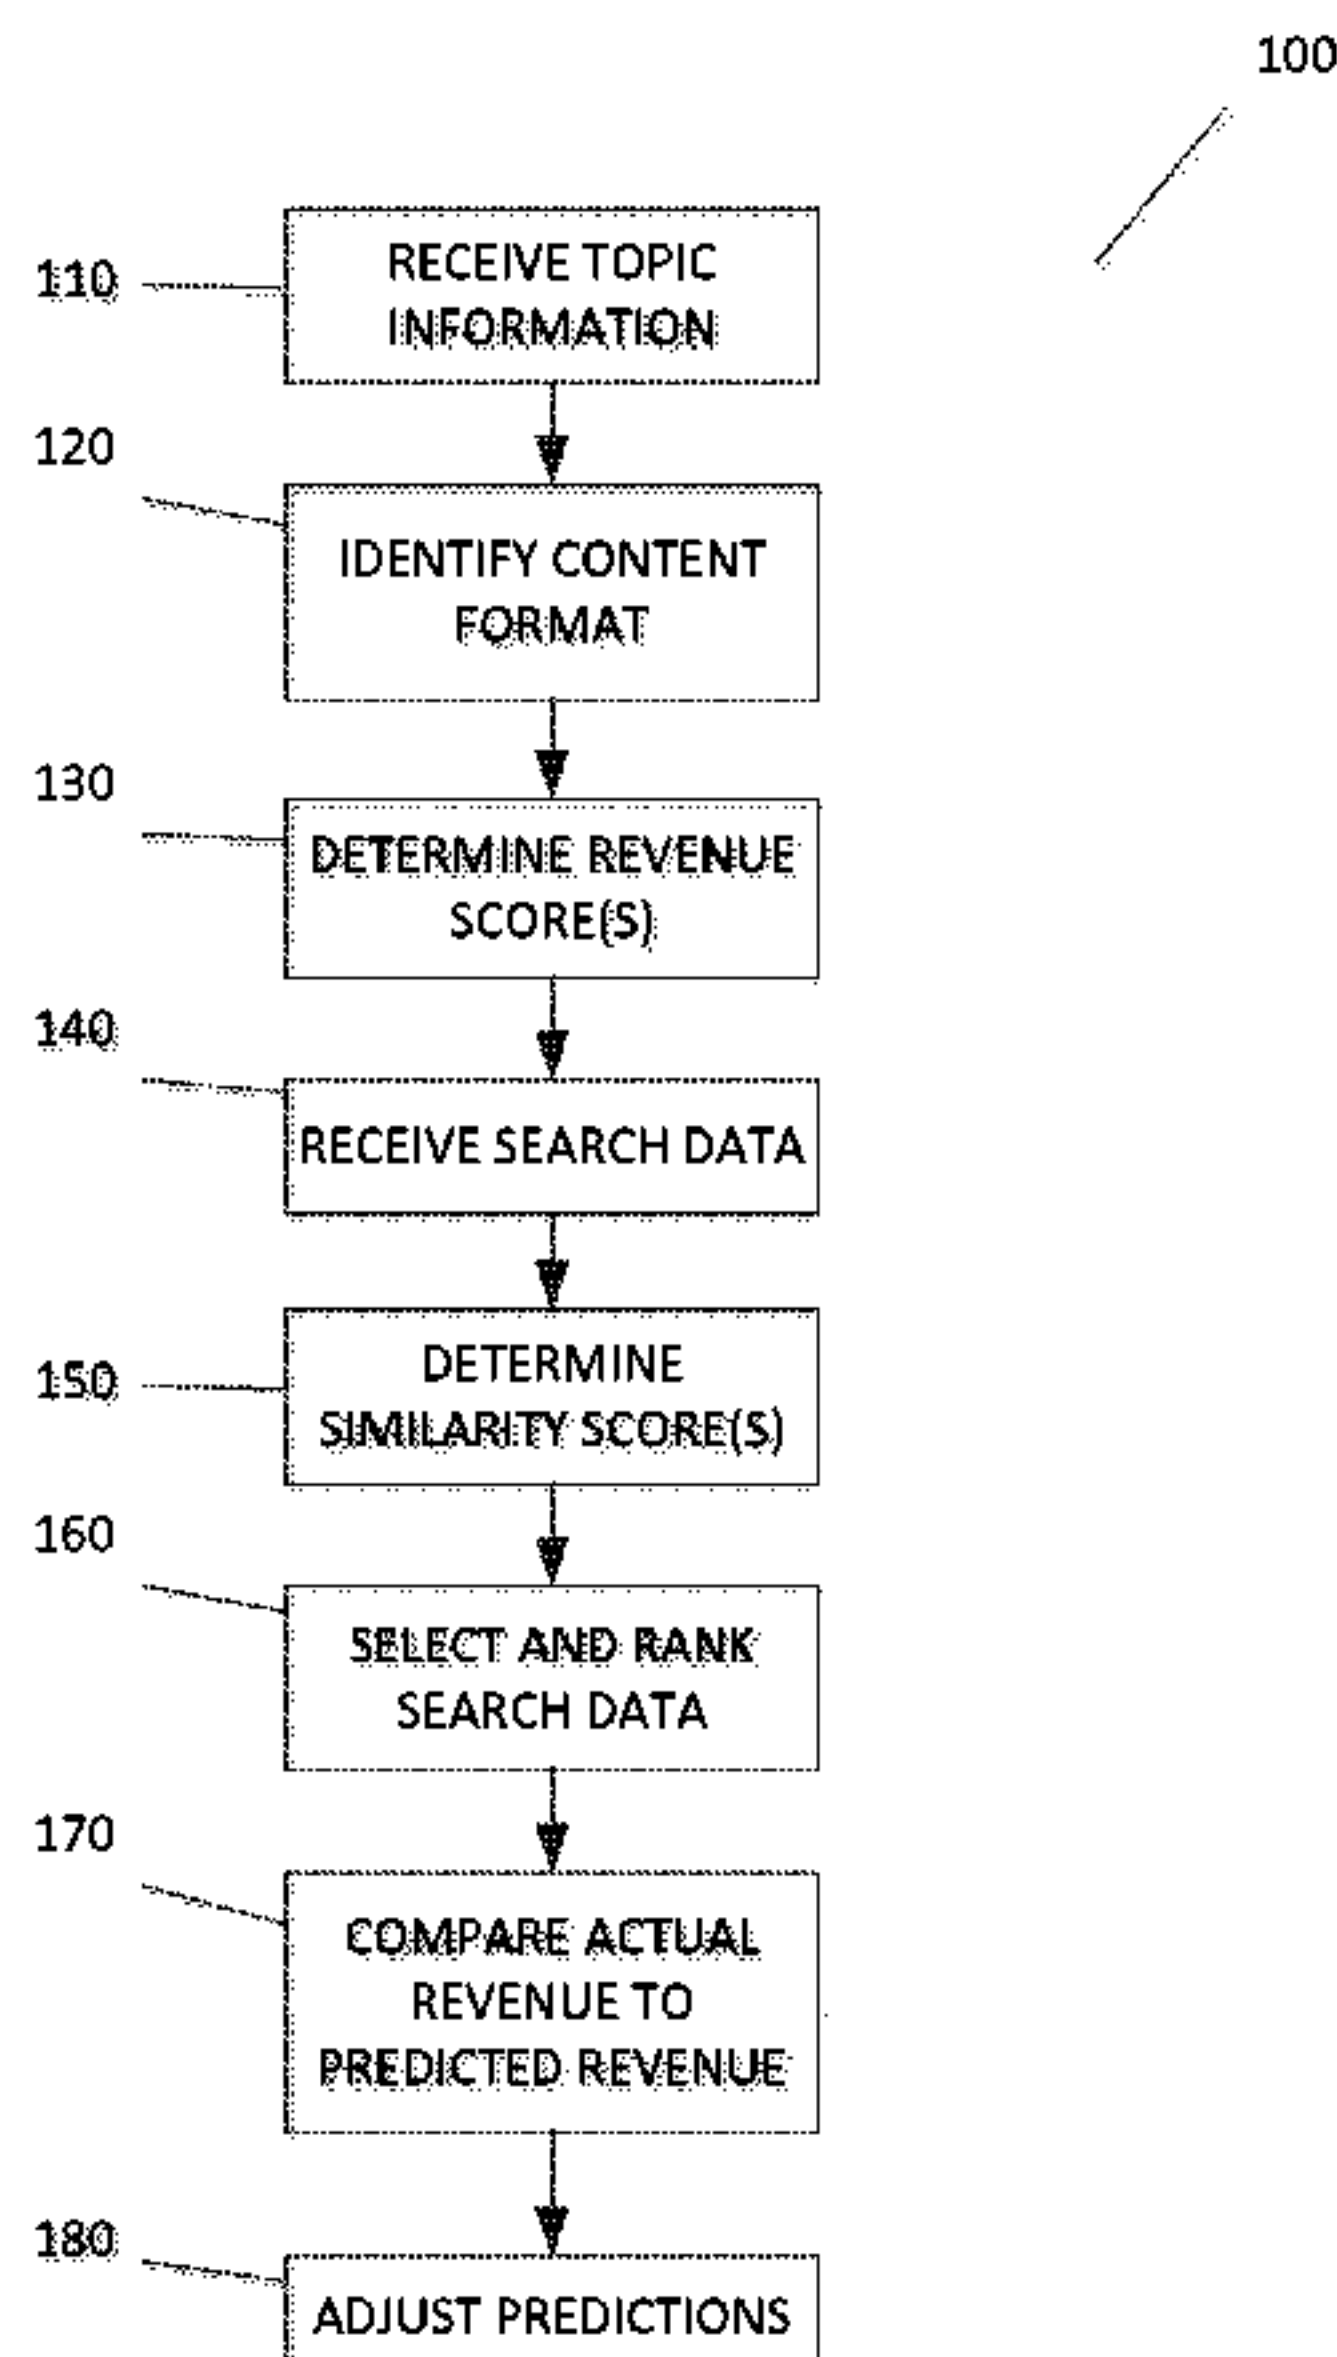 100
110
RECEIVE TOPIC
INFORMATION
120
IDENTIFY CONTENT
FORMAT
130
DETERMINE REVENUE
SCORE(S)
140
RECEIVE SEARCH DATA
150
DETERMINE
SIMILARITY SCORE(S)
160
SELECT AND RANK
SEARCH DATA
170
COMPARE ACTUAL
REVENUE TO
PREDICTED REVENUE
180
ADJUST PREDICTIONS